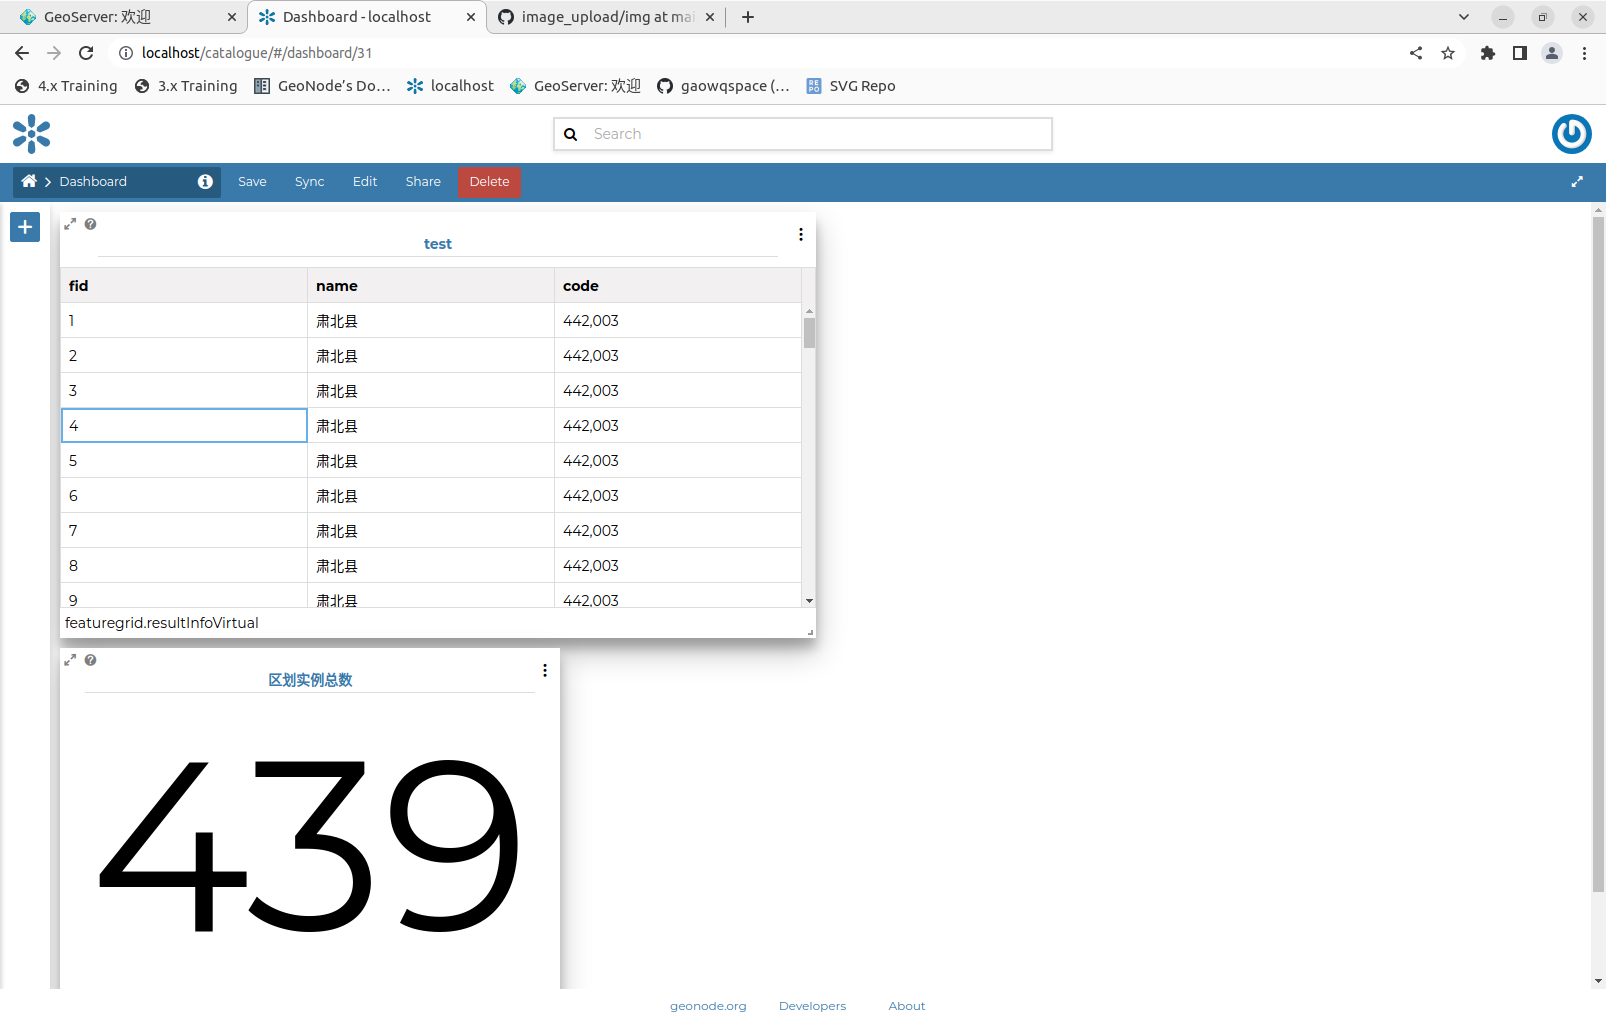 GeoServer: 欢迎
Dashboard - localhost
image_upload/img at mai
localhost/catalogue/#/dashboard/31
4.x Training
3.x Training
GeoNode's Do...
localhost
GeoServer: 欢迎
gaowqspace (...
SVG Repo
Search
Dashboard
Save
Sync
Edit
Share
Delete
test
fid name code
1 肃北县 442,003
2 肃北县 442,003
3 肃北县 442,003
4 肃北县 442,003
5 肃北县 442,003
6 肃北县 442,003
7 肃北县 442,003
8 肃北县 442,003
9 肃北县 442,003
featuregrid.resultInfoVirtual
区划实例总数
439
geonode.org
Developers
About